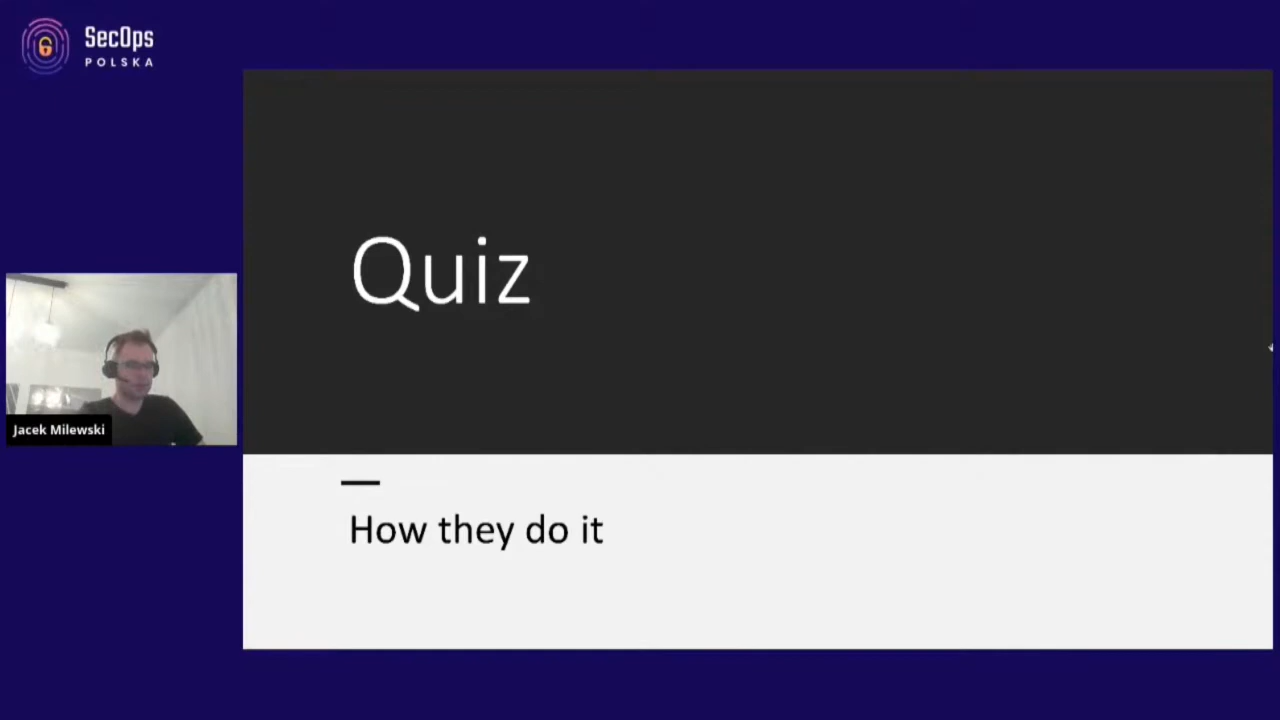 SecOps
POLSKA
Quiz
Jacek Milewski
How they do it